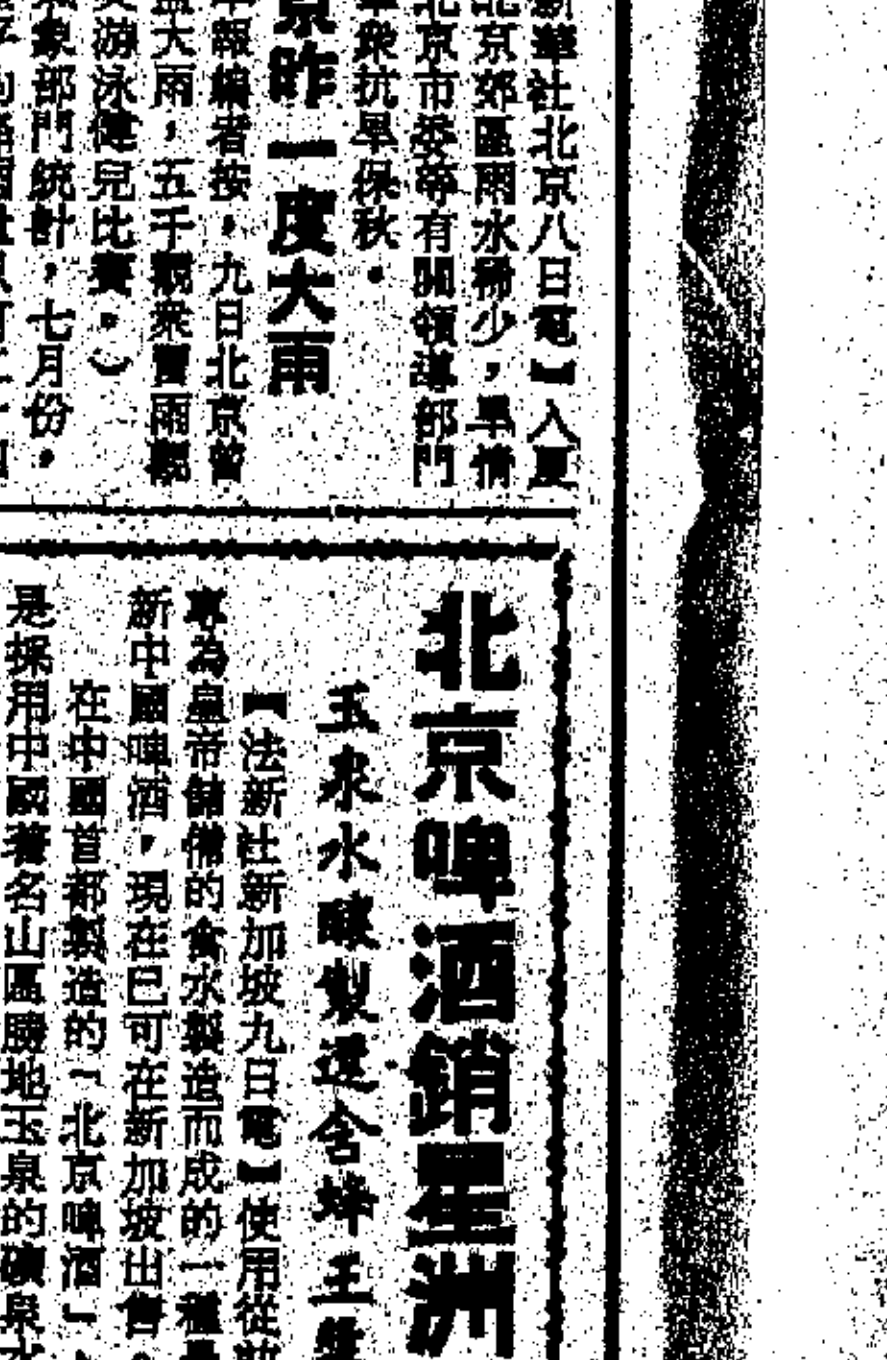 新華社北京八日電】入夏
北京郊區雨水稀少，旱情
北京市委等有關領導部門
羣衆抗旱保秋。
京昨一度大雨
本報編者按，九日北京曾
大雨，五千觀衆冒雨觀
游泳健兒比賽。）
象部門統計，七月份，
北京啤酒銷星洲
玉泉水釀製還含蜂王
【法新社新加坡九日電】使用從前
專為皇帝儲備的食水製造而成的一種
新中國啤酒，現在已可在新加坡出售。
在中國首都製造的「北京啤酒」，
是採用中國著名山區勝地玉泉的礦泉水